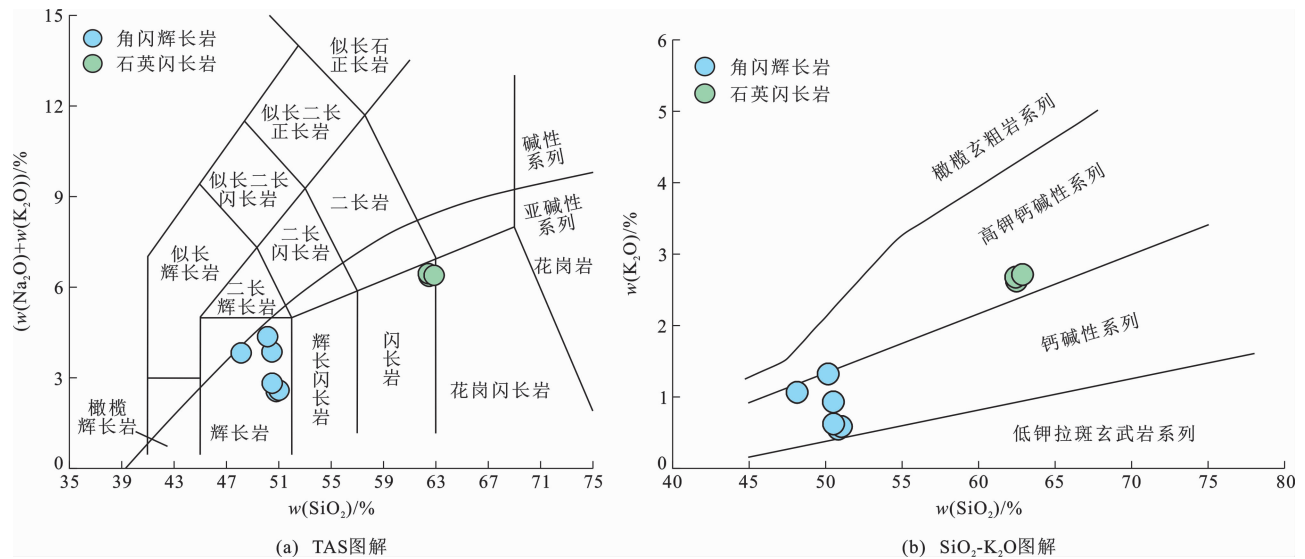 角闪辉长岩
石英闪长岩
似长石
正长岩
似长二长
正长岩
似长二长
闪长岩
似长
辉长岩
二长
辉长岩
二长
闪长岩
二长岩
碱性
系列
亚碱性
系列
花岗岩
橄榄
辉长岩
辉长岩
辉长闪长岩
闪长岩
花岗闪长岩
15
12
9
6
3
0
35
39
43
47
51
55
59
63
67
71
75
(w(Na₂O)+w(K₂O))/%
w(SiO₂)/%
(a) TAS图解
角闪辉长岩
石英闪长岩
橄榄玄粗岩系列
高钾钙碱性系列
钙碱性系列
低钾拉斑玄武岩系列
6
5
4
3
2
1
0
40
45
50
55
60
65
70
75
80
w(K₂O)/%
w(SiO₂)/%
(b) SiO₂-K₂O图解